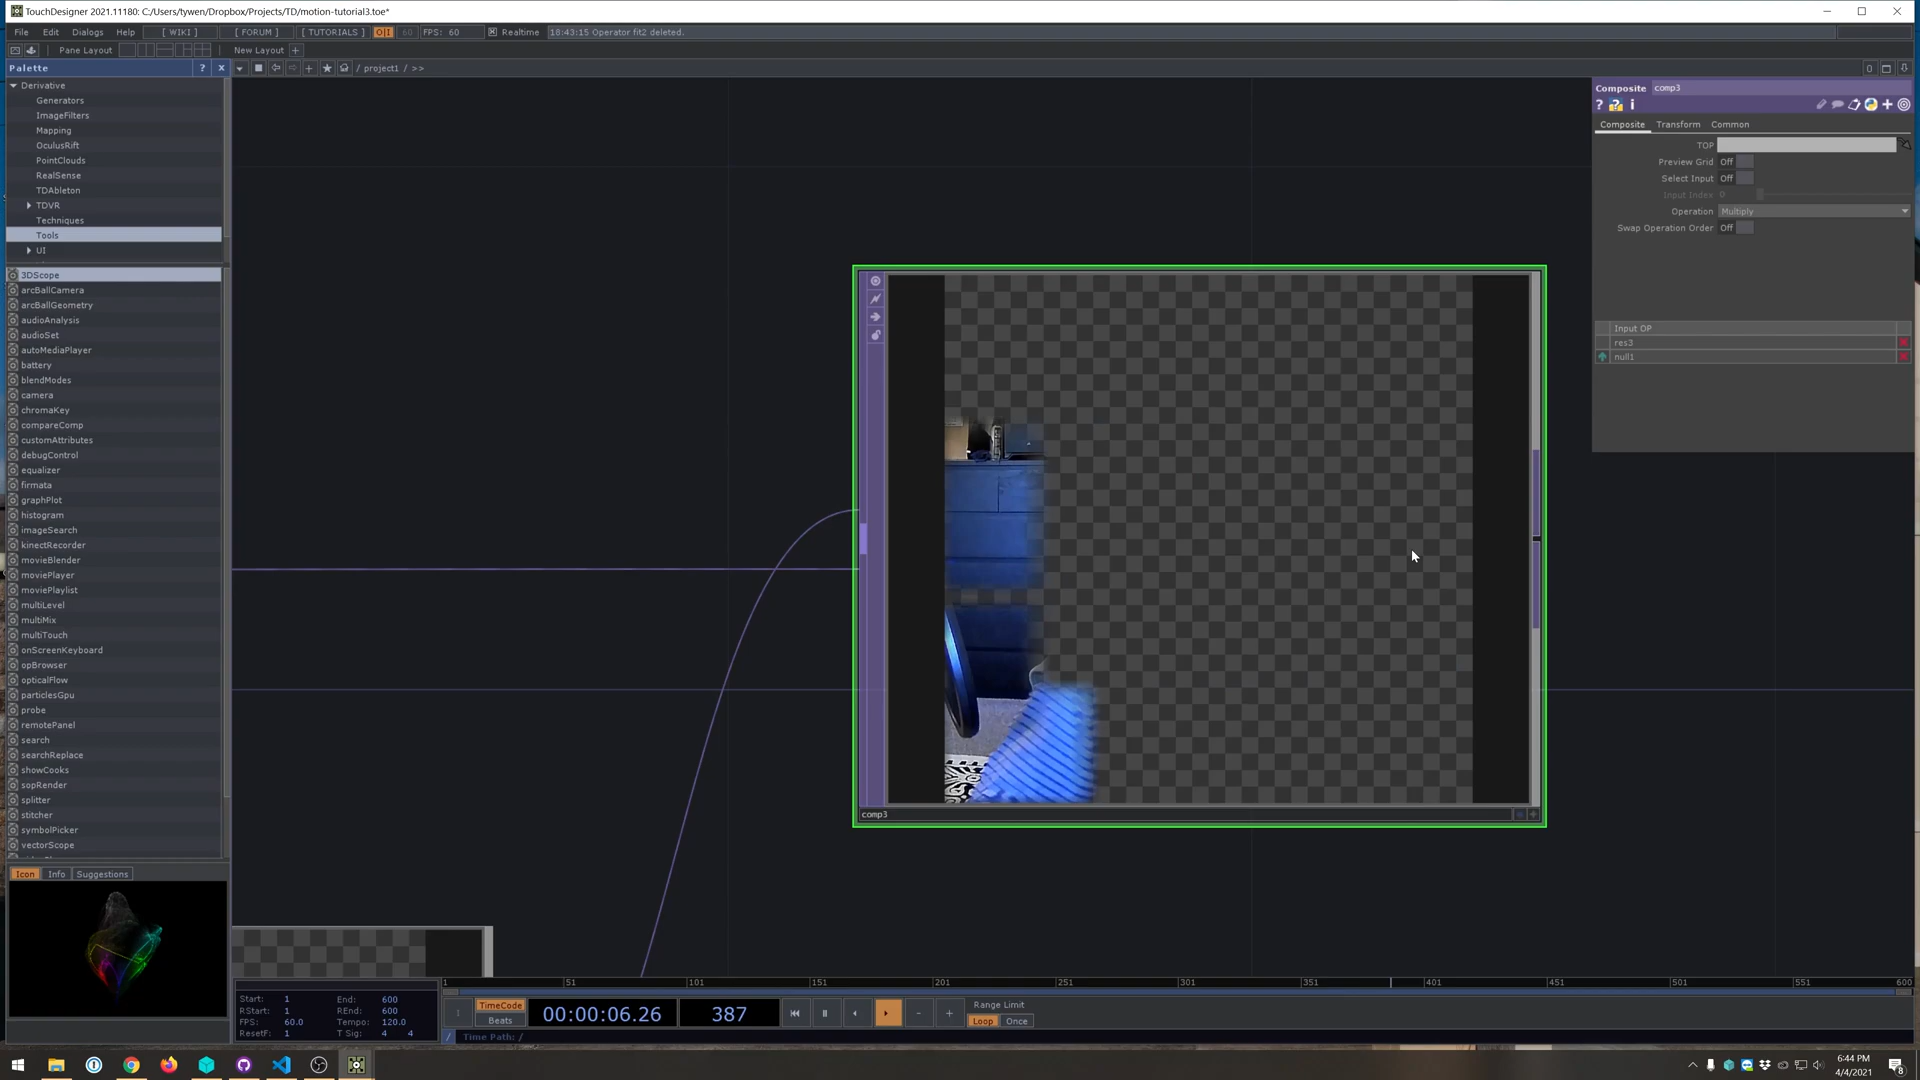 TouchDesigner 2021.11180: C:/Users/tywen/Dropbox/Projects/TD/motion-tutorial3.toe*
File Edit Dialogs Help [ WIKI ] [ FORUM ] [ TUTORIALS ] O|I 60 FPS: 60 Realtime 18:43:15 Operator fit2 deleted.
Pane Layout New Layout +
Palette ? x / project1 / >> 0
Derivative
Generators
ImageFilters
Mapping
OculusRift
PointClouds
RealSense
TDAbleton
TDVR
Techniques
Tools
UI
3DScope
arcBallCamera
arcBallGeometry
audioAnalysis
audioSet
autoMediaPlayer
battery
blendModes
camera
chromaKey
compareComp
customAttributes
debugControl
equalizer
firmata
graphPlot
histogram
imageSearch
kinectRecorder
movieBlender
moviePlayer
moviePlaylist
multiLevel
multiMix
multiTouch
onScreenKeyboard
opBrowser
opticalFlow
particlesGpu
probe
remotePanel
search
searchReplace
showCooks
sopRender
splitter
stitcher
symbolPicker
vectorScope
Icon Info Suggestions
comp3
Composite comp3
? i
Composite Transform Common
TOP
Preview Grid Off
Select Input Off
Input Index 0
Operation Multiply
Swap Operation Order Off
Input OP
res3
null1
1 51 101 151 201 251 301 351 401 451 501 551 600
Start: 1 End: 600
RStart: 1 REnd: 600
FPS: 60.0 Tempo: 120.0
ResetF: 1 T Sig: 4 4
TimeCode
Beats
00:00:06.26
387
- +
Range Limit
Loop Once
/ Time Path: /
6:44 PM
4/4/2021
8